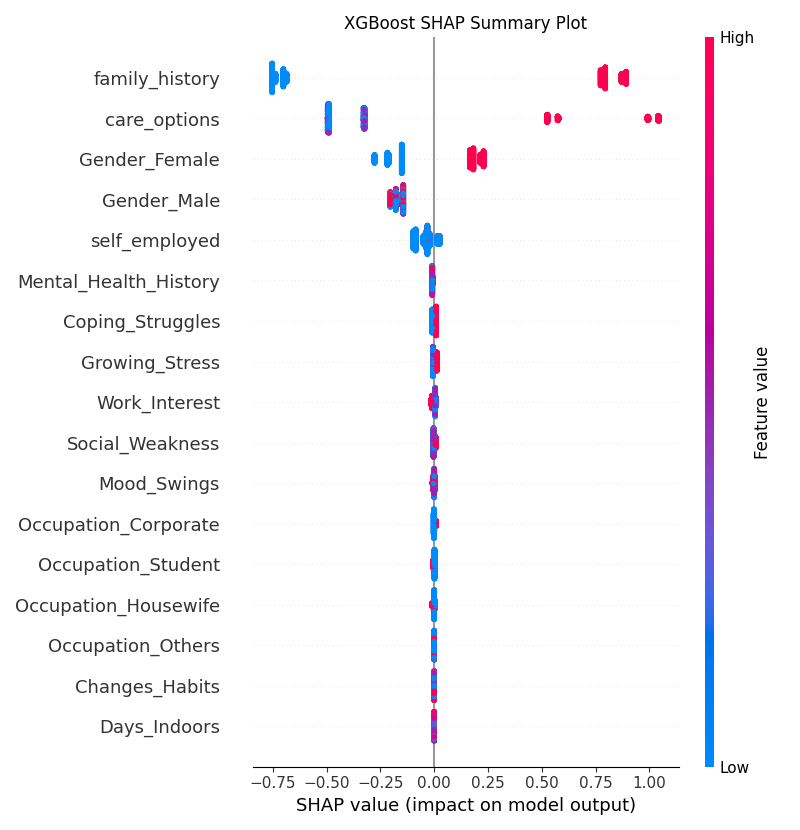 XGBoost SHAP Summary Plot
High
family_history
care_options
Gender_Female
Gender_Male
self_employed
Mental_Health_History
Coping_Struggles
Growing_Stress
Work_Interest
Social_Weakness
Mood_Swings
Occupation_Corporate
Occupation_Student
Occupation_Housewife
Occupation_Others
Changes_Habits
Days_Indoors
Feature value
Low
−0.75 −0.50 −0.25 0.00 0.25 0.50 0.75 1.00
SHAP value (impact on model output)